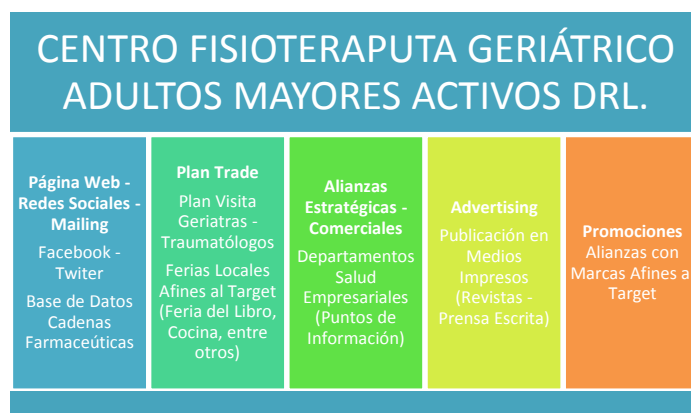 CENTRO FISIOTERAPUTA GERIÁTRICO
ADULTOS MAYORES ACTIVOS DRL.
Página Web -
Redes Sociales -
Mailing
Facebook -
Twiter
Base de Datos
Cadenas
Farmaceúticas
Plan Trade
Plan Visita
Geriatras -
Traumatólogos
Ferias Locales
Afines al Target
(Feria del Libro,
Cocina, entre
otros)
Alianzas
Estratégicas -
Comerciales
Departamentos
Salud
Empresariales
(Puntos de
Información)
Advertising
Publicación en
Medios
Impresos
(Revistas -
Prensa Escrita)
Promociones
Alianzas con
Marcas Afines a
Target